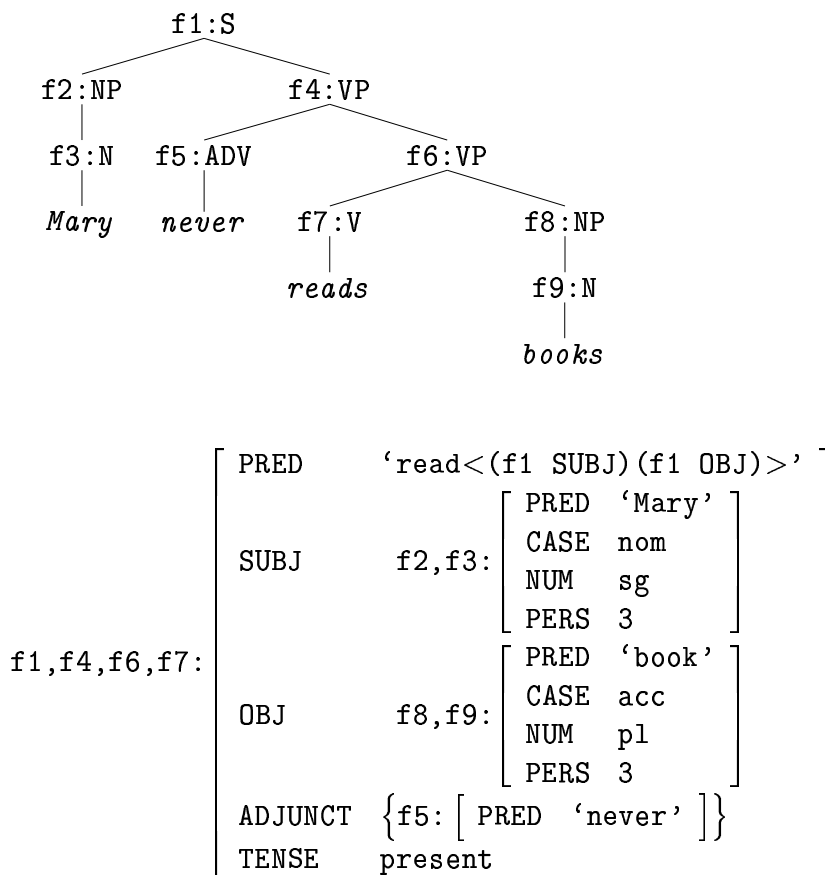 f1:S
f2:NP f4:VP
f3:N f5:ADV f6:VP
Mary never f7:V f8:NP
reads f9:N
books
PRED ‘read<(f1 SUBJ)(f1 OBJ)>’
PRED ‘Mary’
CASE nom
SUBJ f2,f3:
NUM sg
PERS 3
f1,f4,f6,f7:
PRED ‘book’
CASE acc
OBJ f8,f9:
NUM pl
PERS 3
ADJUNCT {f5: [ PRED ‘never’ ]}
TENSE present